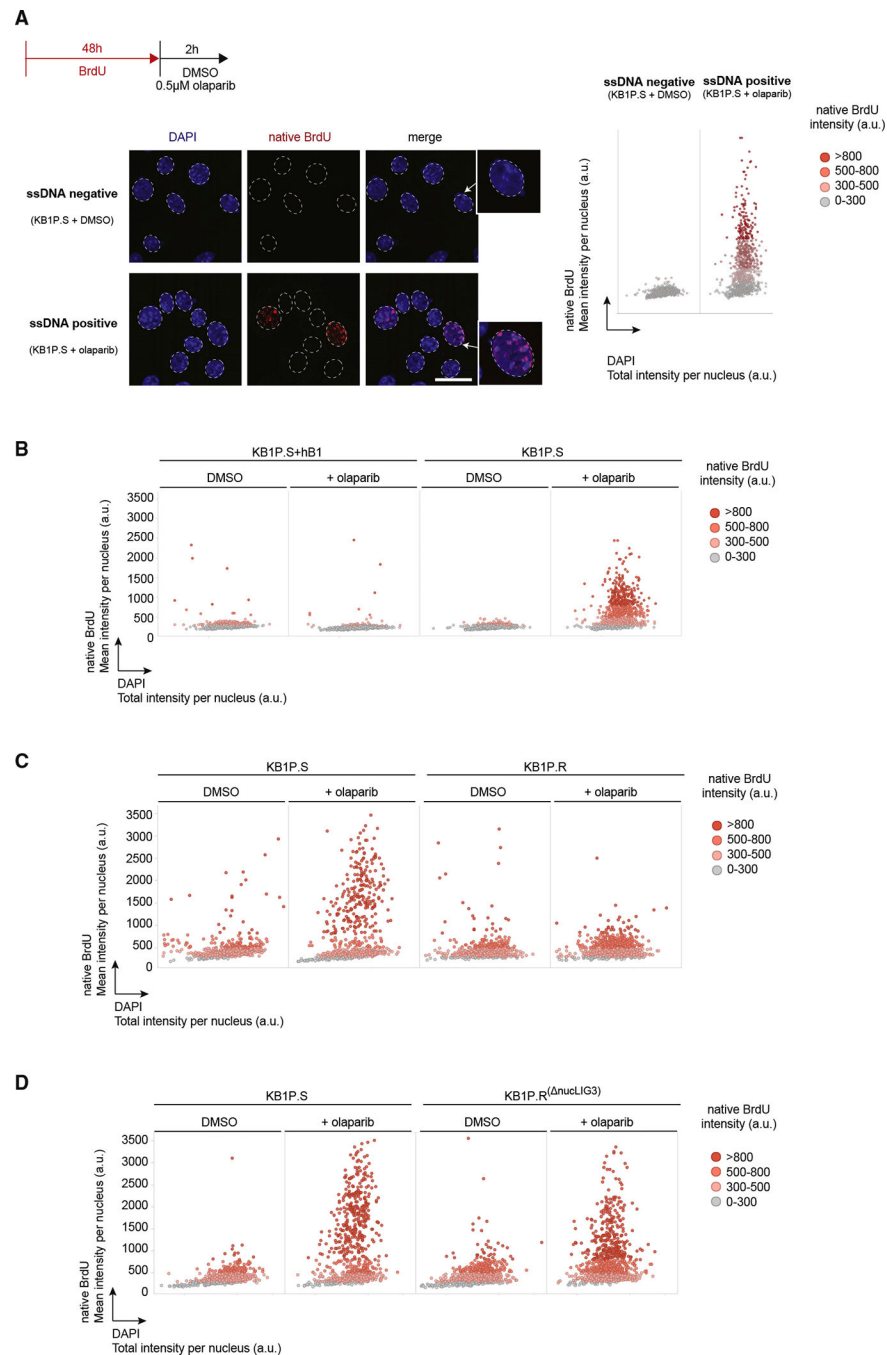 A
48h
2h
BrdU
DMSO
0.5µM olaparib
DAPI
native BrdU
merge
ssDNA negative
(KB1P.S + DMSO)
ssDNA positive
(KB1P.S + olaparib)
ssDNA negative
(KB1P.S + DMSO)
ssDNA positive
(KB1P.S + olaparib)
native BrdU
Mean intensity per nucleus (a.u.)
DAPI
Total intensity per nucleus (a.u.)
native BrdU
intensity (a.u.)
>800
500-800
300-500
0-300
B
KB1P.S+hB1
KB1P.S
DMSO
+ olaparib
DMSO
+ olaparib
3500
3000
2500
2000
1500
1000
500
0
native BrdU
Mean intensity per nucleus (a.u.)
DAPI
Total intensity per nucleus (a.u.)
native BrdU
intensity (a.u.)
>800
500-800
300-500
0-300
C
KB1P.S
KB1P.R
DMSO
+ olaparib
DMSO
+ olaparib
3500
3000
2500
2000
1500
1000
500
0
native BrdU
Mean intensity per nucleus (a.u.)
DAPI
Total intensity per nucleus (a.u.)
native BrdU
intensity (a.u.)
>800
500-800
300-500
0-300
D
KB1P.S
KB1P.R(ΔnucLIG3)
DMSO
+ olaparib
DMSO
+ olaparib
3500
3000
2500
2000
1500
1000
500
0
native BrdU
Mean intensity per nucleus (a.u.)
DAPI
Total intensity per nucleus (a.u.)
native BrdU
intensity (a.u.)
>800
500-800
300-500
0-300